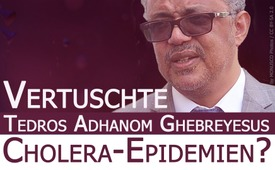 VERTUSCHTE
TEDROS ADHANOM GHEBREYESUS
CHOLERA-EPIDEMIEN?